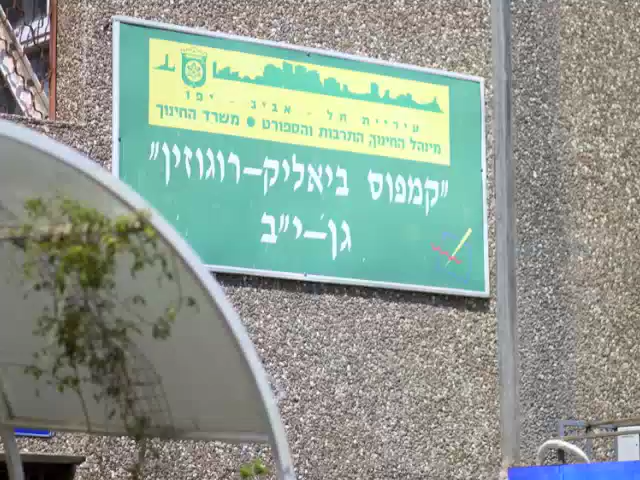 עיריית תל - אביב - יפו
מינהל החינוך, התרבות והספורט • משרד החינוך
"קמפוס ביאליק-רוגוזין"
גן-י"ב